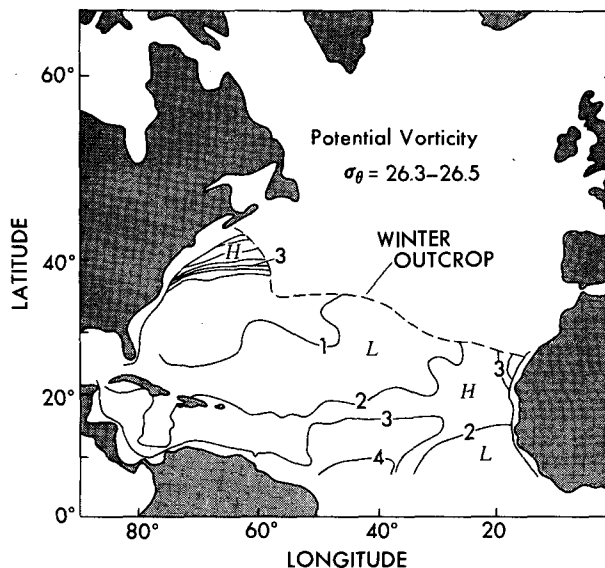 60°
Potential Vorticity
σθ = 26.3–26.5
LATITUDE
WINTER
OUTCROP
H
3
40°
1
L
3
20°
2
H
3
2
4
L
0°
80°
60°
40°
20
LONGITUDE